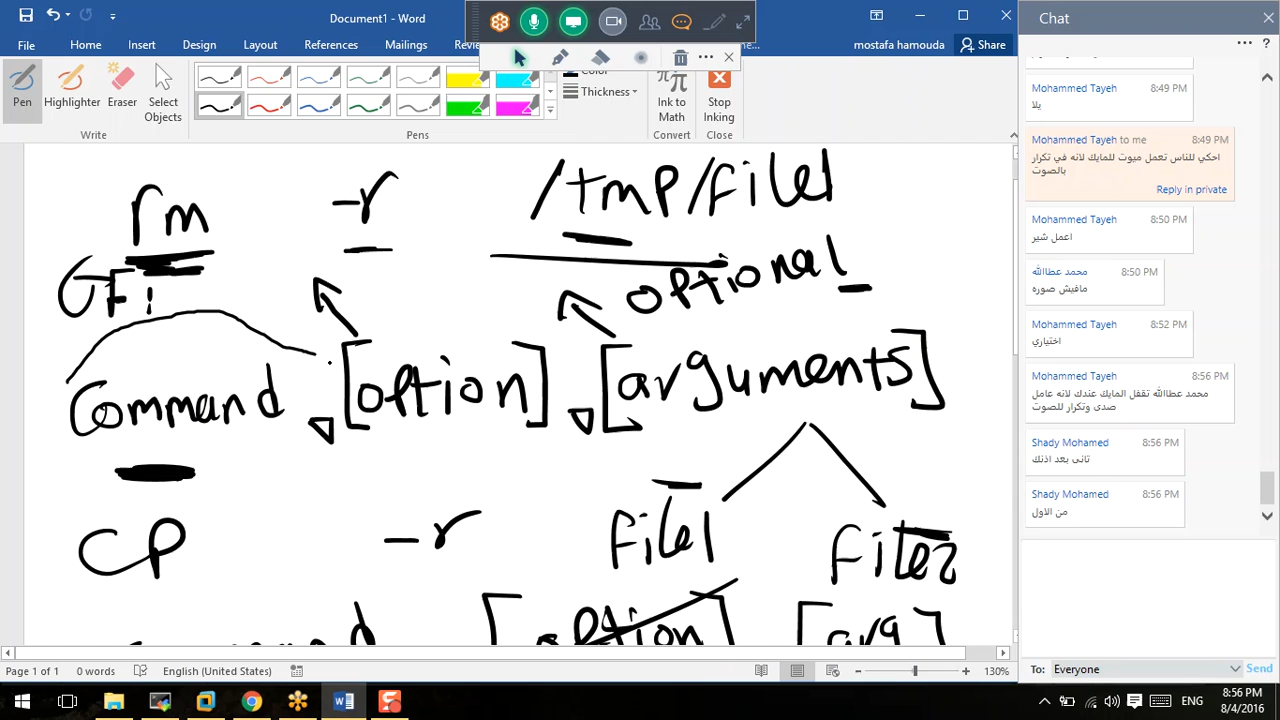 Document1 - Word
mostafa hamouda
Share
File
Home
Insert
Design
Layout
References
Mailings
Pen
Highlighter
Eraser
Select Objects
Write
Pens
Color
Thickness
Ink to Math
Convert
Stop Inking
Close
rm -r /tmp/file1
optional
Command [option] [arguments]
CP -r file1 file2
[option] [arg]
Chat
Mohammed Tayeh 8:49 PM
يلا
Mohammed Tayeh to me 8:49 PM
احكي للناس تعمل ميوت للمايك لانه في تكرار
بالصوت
Reply in private
Mohammed Tayeh 8:50 PM
اعمل شير
محمد عطاالله 8:50 PM
مافيش صوره
Mohammed Tayeh 8:52 PM
اختياري
Mohammed Tayeh 8:56 PM
محمد عطاالله تقفل المايك عندك لانه عامل
صدى وتكرار للصوت
Shady Mohamed 8:56 PM
تانى بعد اذنك
Shady Mohamed 8:56 PM
من الاول
To: Everyone Send
Page 1 of 1 0 words English (United States) 130%
ENG 8:56 PM
8/4/2016